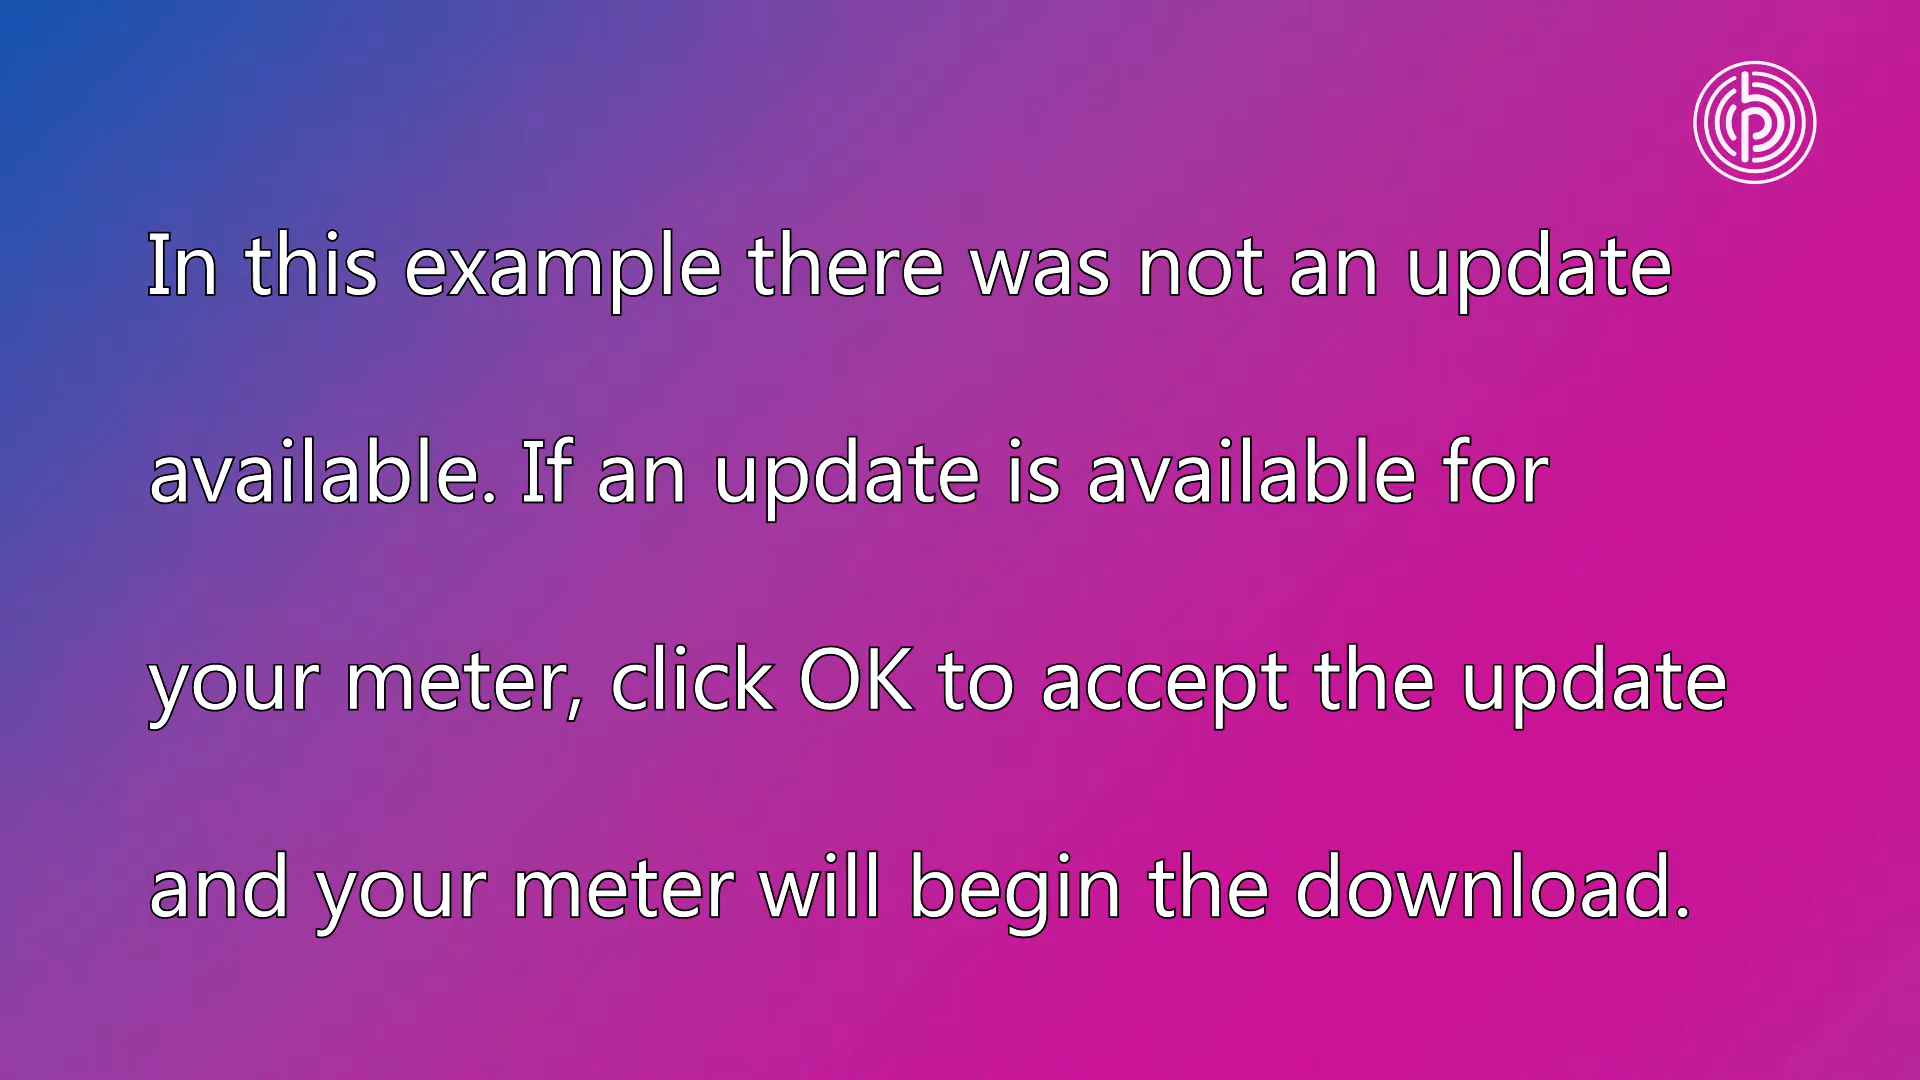 In this example there was not an update
available. If an update is available for
your meter, click OK to accept the update
and your meter will begin the download.